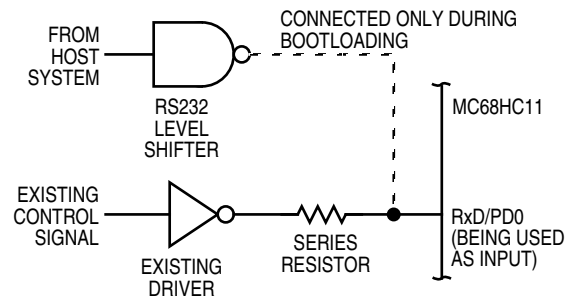 FROM
HOST
SYSTEM
CONNECTED ONLY DURING
BOOTLOADING
RS232
LEVEL
SHIFTER
MC68HC11
EXISTING
CONTROL
SIGNAL
EXISTING
DRIVER
SERIES
RESISTOR
RxD/PD0
(BEING USED
AS INPUT)